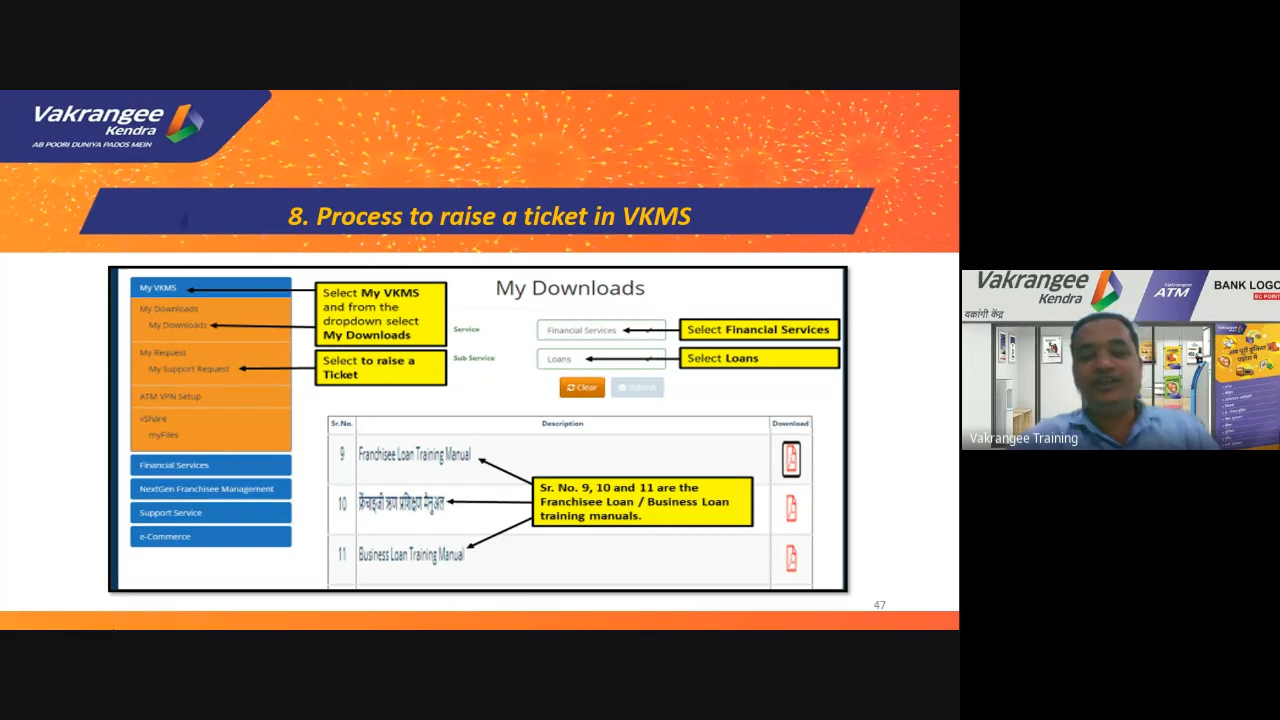 Vakrangee
Kendra
AB POORI DUNIYA PADOS MEIN
8. Process to raise a ticket in VKMS
My VKMS
My Downloads
My Downloads
My Request
My Support Request
ATM VPN Setup
vShare
myFiles
Financial Services
NextGen Franchisee Management
Support Service
e-Commerce
Select My VKMS
and from the
dropdown select
My Downloads
Select to raise a
Ticket
My Downloads
Service
Financial Services
Select Financial Services
Sub Service
Loans
Select Loans
Clear
Submit
Sr.No.
Description
Download
9
Franchisee Loan Training Manual
10
फ्रेंचाइजी ऋण प्रशिक्षण मैनुअल
11
Business Loan Training Manual
Sr. No. 9, 10 and 11 are the
Franchisee Loan / Business Loan
training manuals.
47
Vakrangee
Kendra
वक्रांगी केंद्र
Vakrangee
ATM
BANK LOGO
BC POINT
Vakrangee Training